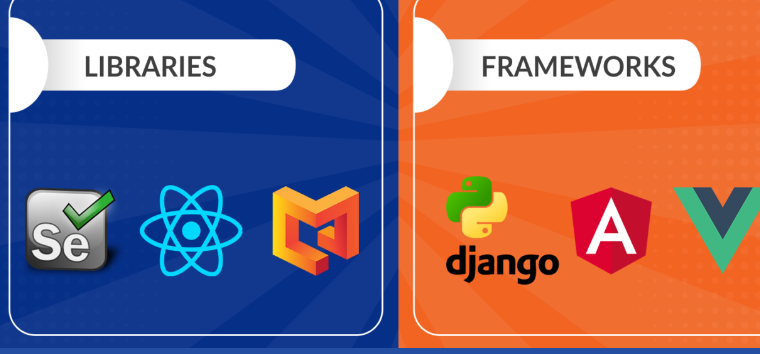 LIBRARIES
FRAMEWORKS
Se
django
A